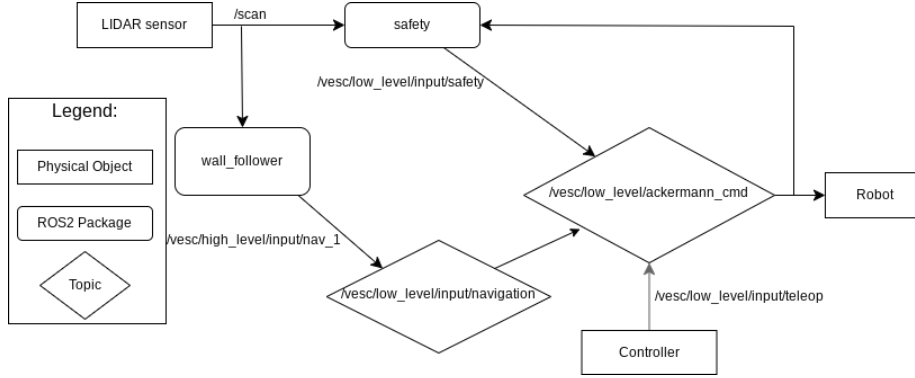 LIDAR sensor
/scan
safety
/vesc/low_level/input/safety
Legend:
Physical Object
ROS2 Package
Topic
wall_follower
/vesc/low_level/ackermann_cmd
Robot
/vesc/high_level/input/nav_1
/vesc/low_level/input/navigation
/vesc/low_level/input/teleop
Controller